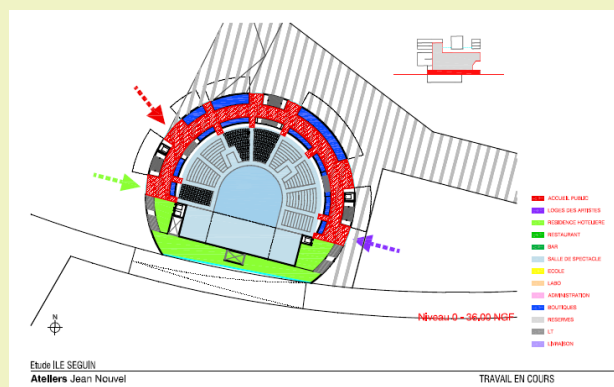 ACCUEIL PUBLIC
LOGES DES ARTISTES
RESIDENCE HOTELIERE
RESTAURANT
BAR
SALLE DE SPECTACLE
ECOLE
LABO
ADMINISTRATION
BOUTIQUES
RESERVES
LT
LIVRAISON
Niveau 0 - 36,00 NGF
N
Etude ILE SEGUIN
Ateliers Jean Nouvel
TRAVAIL EN COURS